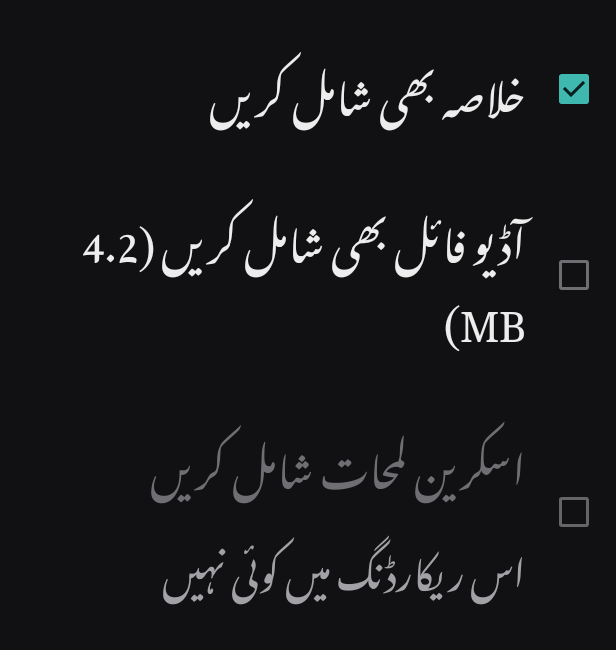 خلاصہ بھی شامل کریں
آڈیو فائل بھی شامل کریں (4.2
MB)
اسکرین لمحات شامل کریں
اس ریکارڈنگ میں کوئی نہیں